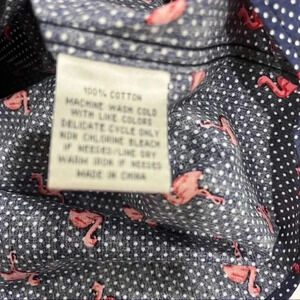 100% COTTON
MACHINE WASH COLD
WITH LIKE COLORS
DELICATE CYCLE ONLY
NON CHLORINE BLEACH
IF NEEDED/LINE DRY
WARM IRON IF NEEDED
MADE IN CHINA